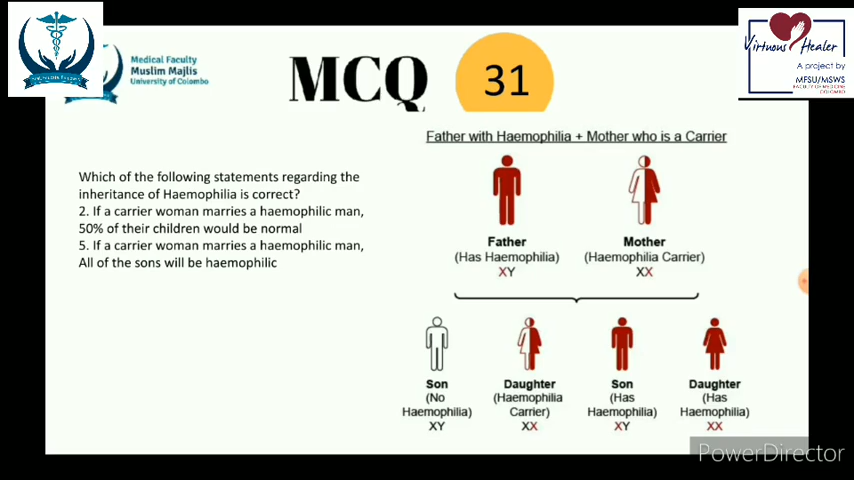 Medical Faculty
Muslim Majlis
University of Colombo
MCQ
31
Virtuous Healer
A project by
MFSU/MSWS
FACULTY OF MEDICINE
COLOMBO
Father with Haemophilia + Mother who is a Carrier
Which of the following statements regarding the
inheritance of Haemophilia is correct?
2. If a carrier woman marries a haemophilic man,
50% of their children would be normal
5. If a carrier woman marries a haemophilic man,
All of the sons will be haemophilic
Father
(Has Haemophilia)
XY
Mother
(Haemophilia Carrier)
XX
Son
(No
Haemophilia)
XY
Daughter
(Haemophilia
Carrier)
XX
Son
(Has
Haemophilia)
XY
Daughter
(Has
Haemophilia)
XX
PowerDirector